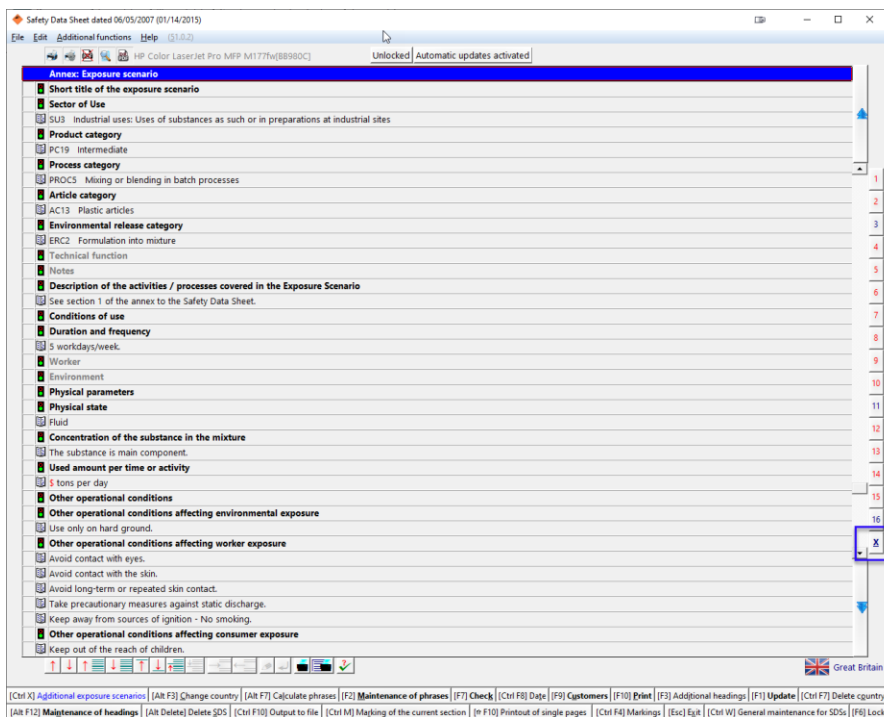 Safety Data Sheet dated 06/05/2007 (01/14/2015)
File Edit Additional functions Help (51.0.2)
HP Color LaserJet Pro MFP M177fw[BB980C] Unlocked Automatic updates activated
Annex: Exposure scenario
Short title of the exposure scenario
Sector of Use
SU3 Industrial uses: Uses of substances as such or in preparations at industrial sites
Product category
PC19 Intermediate
Process category
PROC5 Mixing or blending in batch processes
Article category
AC13 Plastic articles
Environmental release category
ERC2 Formulation into mixture
Technical function
Notes
Description of the activities / processes covered in the Exposure Scenario
See section 1 of the annex to the Safety Data Sheet.
Conditions of use
Duration and frequency
5 workdays/week.
Worker
Environment
Physical parameters
Physical state
Fluid
Concentration of the substance in the mixture
The substance is main component.
Used amount per time or activity
$ tons per day
Other operational conditions
Other operational conditions affecting environmental exposure
Use only on hard ground.
Other operational conditions affecting worker exposure
Avoid contact with eyes.
Avoid contact with the skin.
Avoid long-term or repeated skin contact.
Take precautionary measures against static discharge.
Keep away from sources of ignition - No smoking.
Other operational conditions affecting consumer exposure
Keep out of the reach of children.
1
2
3
4
5
6
7
8
9
10
11
12
13
14
15
16
X
Great Britain
[Ctrl X] Additional exposure scenarios [Alt F3] Change country [Alt F7] Calculate phrases [F2] Maintenance of phrases [F7] Check [Ctrl F8] Date [F9] Customers [F10] Print [F3] Additional headings [F1] Update [Ctrl F7] Delete country
[Alt F12] Maintenance of headings [Alt Delete] Delete SDS [Ctrl F10] Output to file [Ctrl M] Marking of the current section [⇧ F10] Printout of single pages [Ctrl F4] Markings [Esc] Exit [Ctrl W] General maintenance for SDSs [F6] Lock